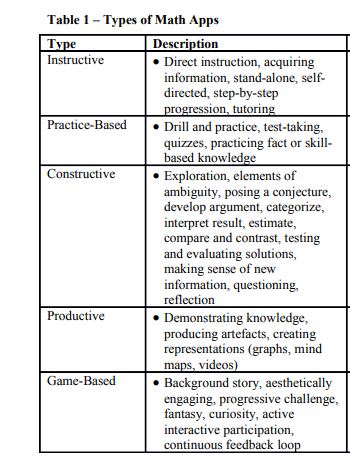 Table 1 – Types of Math Apps
Type Description
Instructive • Direct instruction, acquiring
information, stand-alone, self-
directed, step-by-step
progression, tutoring
Practice-Based • Drill and practice, test-taking,
quizzes, practicing fact or skill-
based knowledge
Constructive • Exploration, elements of
ambiguity, posing a conjecture,
develop argument, categorize,
interpret result, estimate,
compare and contrast, testing
and evaluating solutions,
making sense of new
information, questioning,
reflection
Productive • Demonstrating knowledge,
producing artefacts, creating
representations (graphs, mind
maps, videos)
Game-Based • Background story, aesthetically
engaging, progressive challenge,
fantasy, curiosity, active
interactive participation,
continuous feedback loop